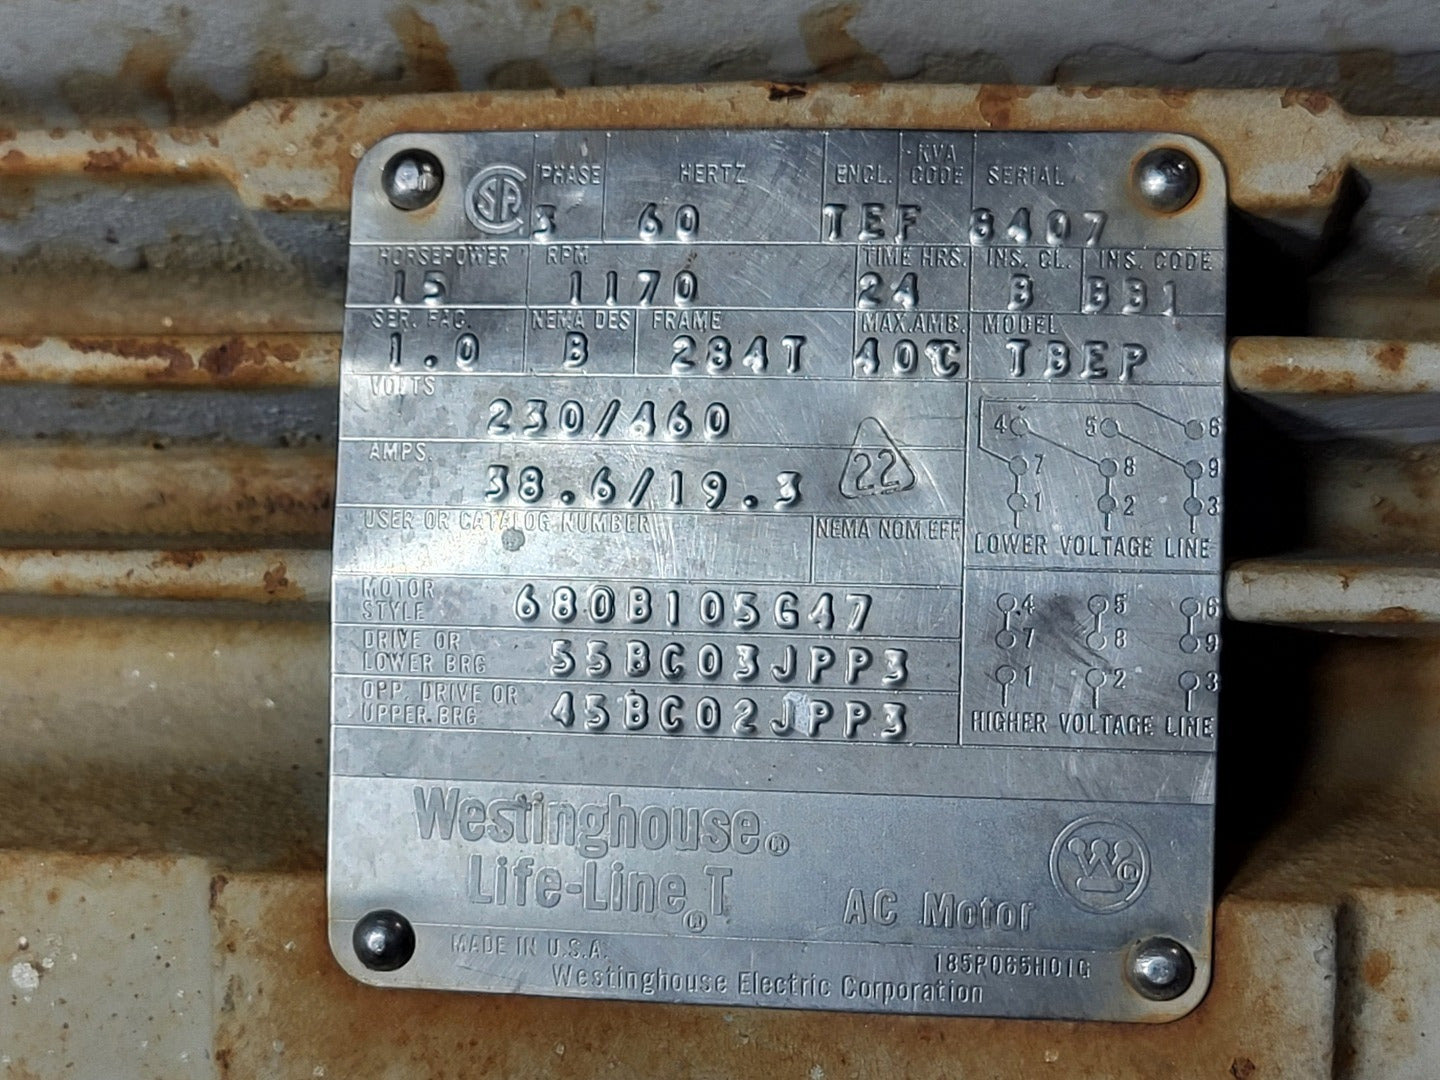 SA PHASE HERTZ ENCL. KVA CODE SERIAL
3 60 TEF 8407
HORSEPOWER RPM TIME HRS. INS. CL. INS. CODE
15 1170 24 B BB1
SER. FAC. NEMA DES FRAME MAX. AMB. MODEL
1.0 B 284T 40C TBEP
VOLTS
230/460
AMPS.
38.6/19.3
22
USER OR CATALOG NUMBER NEMA NOM. EFF
MOTOR STYLE 680B105G47
DRIVE OR LOWER BRG 55BC03JPP3
OPP. DRIVE OR UPPER BRG 45BC02JPP3
4 5 6
7 8 9
1 2 3
LOWER VOLTAGE LINE
4 5 6
7 8 9
1 2 3
HIGHER VOLTAGE LINE
Westinghouse®
Life-Line® T
AC Motor
W
MADE IN U.S.A.
Westinghouse Electric Corporation
185P065H01G